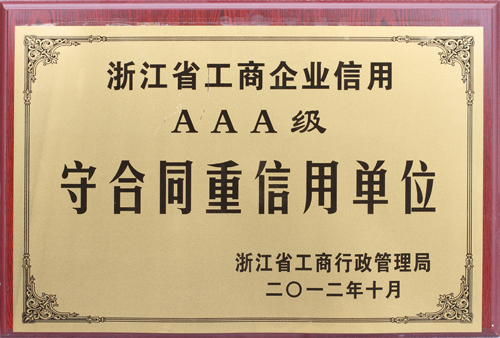 浙江省工商企业信用
AAA级
守合同重信用单位
浙江省工商行政管理局
二〇一二年十月